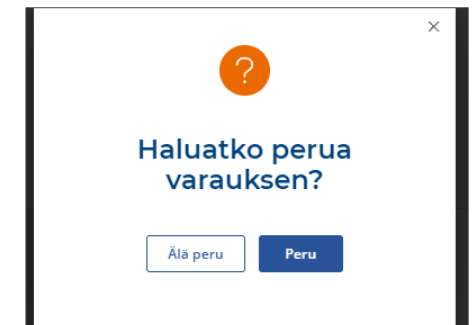 ?
Haluatko perua
varauksen?
Älä peru
Peru